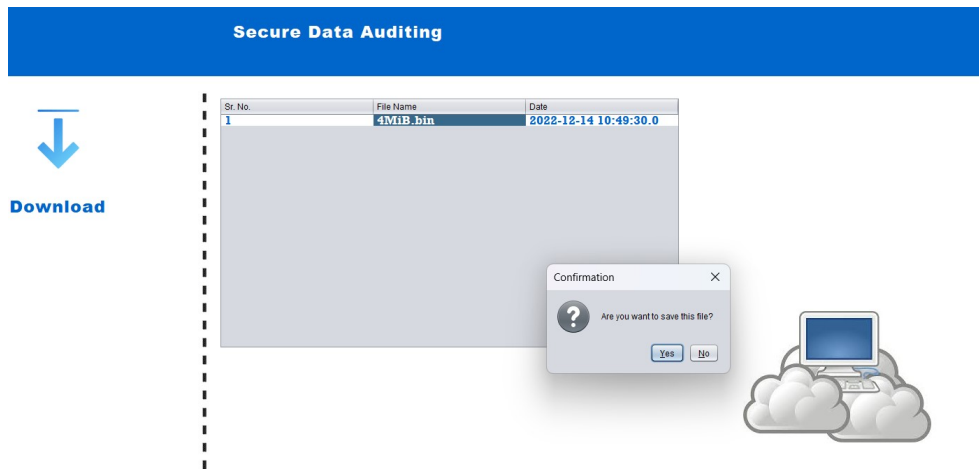 Secure Data Auditing
Sr. No. File Name Date
1 4MiB.bin 2022-12-14 10:49:30.0
Download
Confirmation
Are you want to save this file?
Yes No